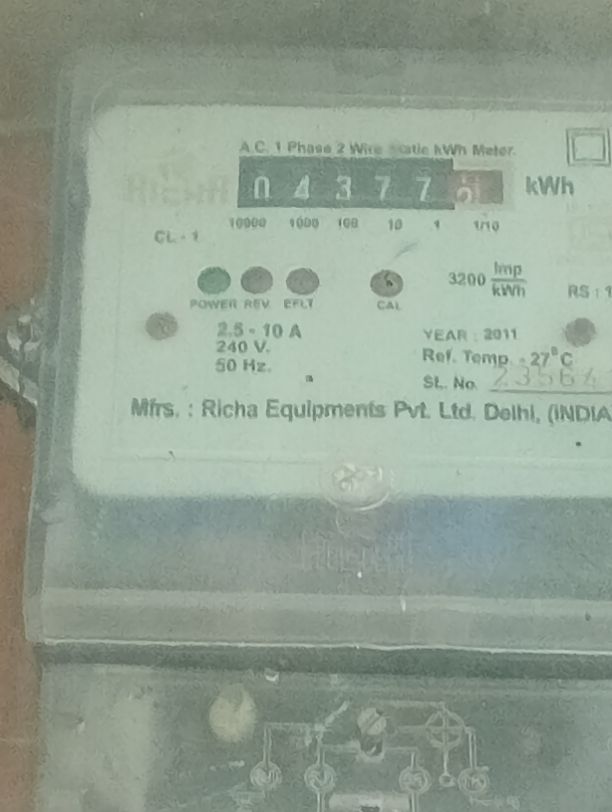 A.C. 1 Phase 2 Wire Static kWh Meter.
0 4 3 7 7 kWh
10000 1000 100 10 1 1/10
CL - 1
3200 Imp/kWh
RS : 1
POWER REV. EFLT CAL
2.5 - 10 A
240 V.
50 Hz.
YEAR : 2011
Ref. Temp. - 27°C
SL. No.
Mfrs. : Richa Equipments Pvt. Ltd. Delhi, (INDIA